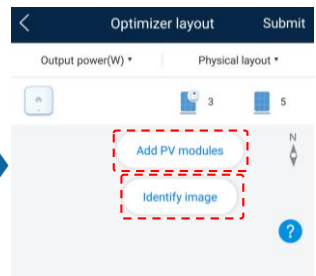 Optimizer layout Submit
Output power(W) Physical layout
3 5
Add PV modules
N
Identify image
?